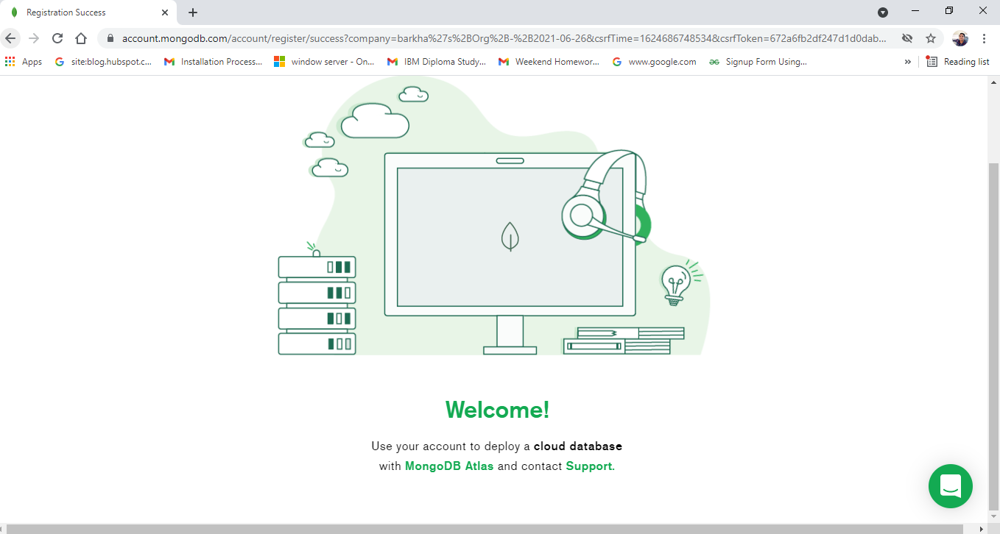 Registration Success
account.mongodb.com/account/register/success?company=barkha%27s%2BOrg%2B-%2B2021-06-26&csrfTime=1624686748534&csrfToken=672a6fb2df247d1d0dab...
Apps site:blog.hubspot.c... Installation Process... window server - On... IBM Diploma Study... Weekend Homewor... www.google.com Signup Form Using... » Reading list
Welcome!
Use your account to deploy a cloud database
with MongoDB Atlas and contact Support.